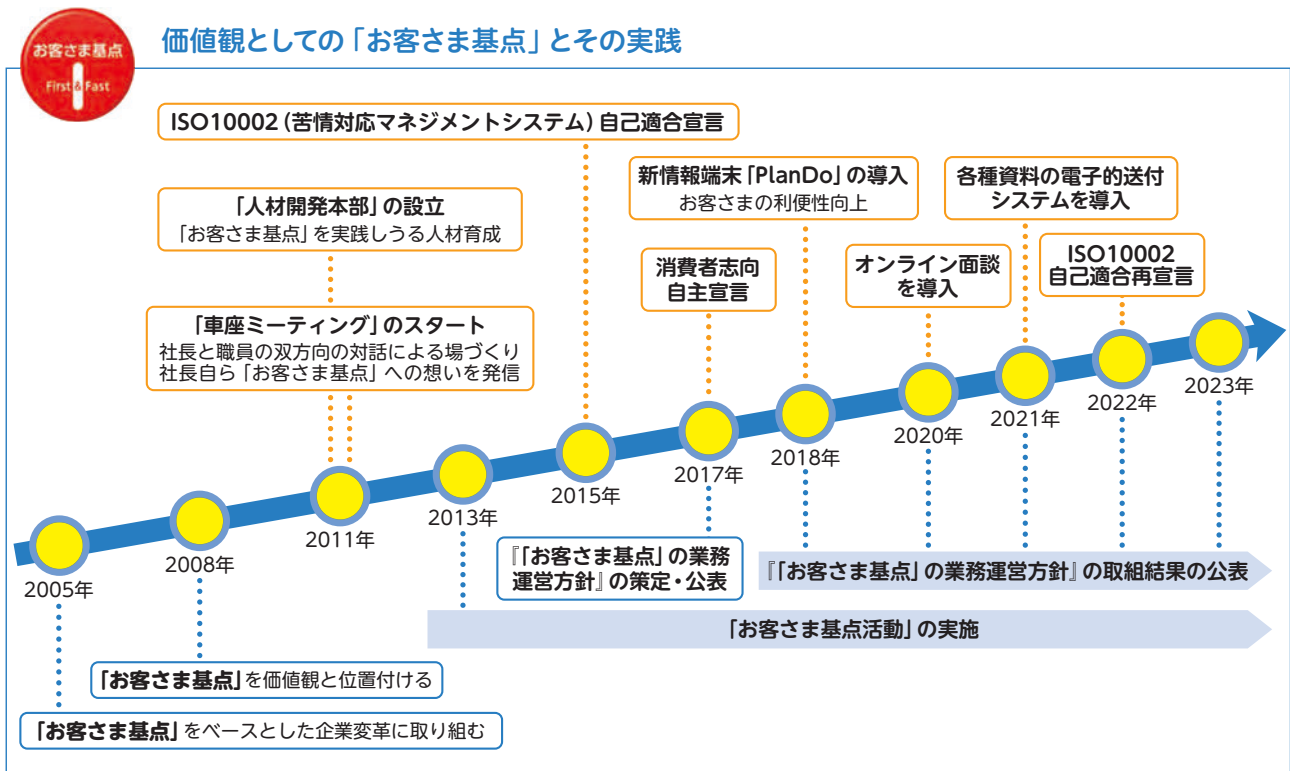 お客さま基点
First & Fast
価値観としての「お客さま基点」とその実践
ISO10002（苦情対応マネジメントシステム）自己適合宣言
「人材開発本部」の設立
「お客さま基点」を実践しうる人材育成
「車座ミーティング」のスタート
社長と職員の双方向の対話による場づくり
社長自ら「お客さま基点」への想いを発信
新情報端末「PlanDo」の導入
お客さまの利便性向上
消費者志向
自主宣言
各種資料の電子的送付
システムを導入
オンライン面談
を導入
ISO10002
自己適合再宣言
2005年
2008年
2011年
2013年
2015年
2017年
2018年
2020年
2021年
2022年
2023年
『「お客さま基点」の業務
運営方針』の策定・公表
『「お客さま基点」の業務運営方針』の取組結果の公表
「お客さま基点活動」の実施
「お客さま基点」を価値観と位置付ける
「お客さま基点」をベースとした企業変革に取り組む